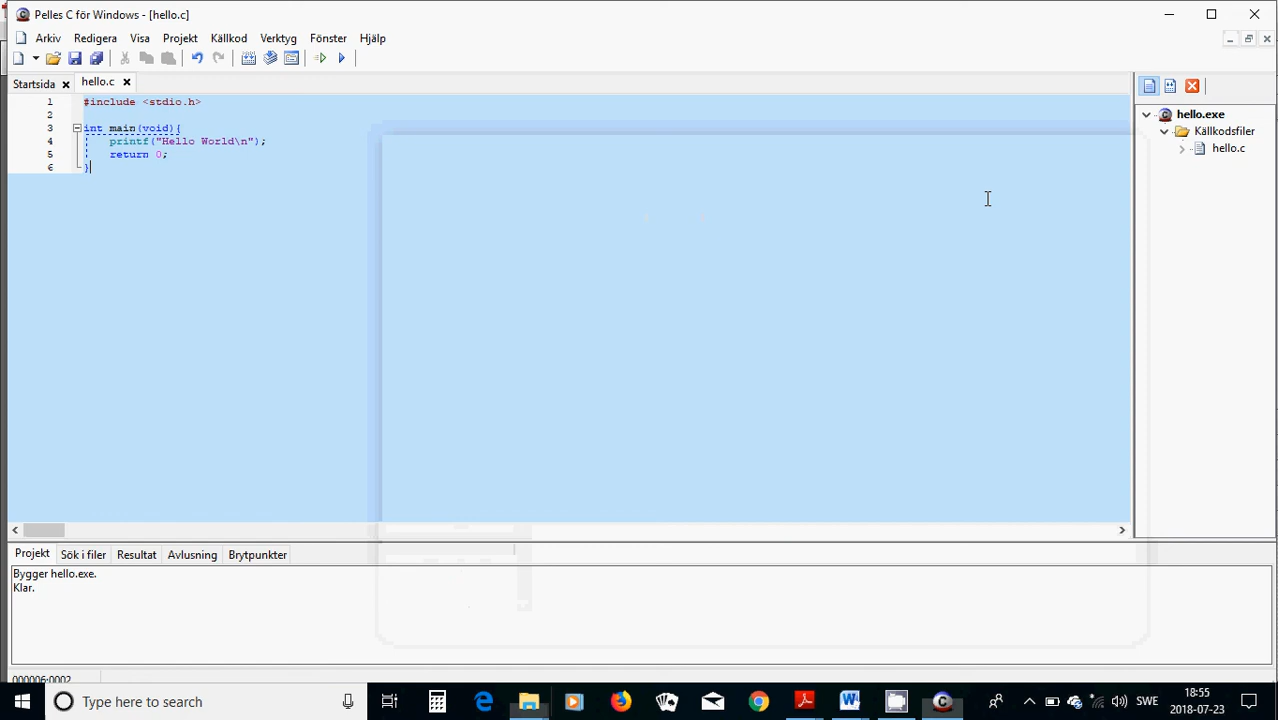 Pelles C för Windows - [hello.c]
Arkiv Redigera Visa Projekt Källkod Verktyg Fönster Hjälp
Startsida hello.c
1 #include <stdio.h>
2
3 int main(void){
4 printf("Hello World\n");
5 return 0;
6 }
hello.exe
Källkodsfiler
hello.c
Projekt Sök i filer Resultat Avlusning Brytpunkter
Bygger hello.exe.
Klar.
000006:0002
Type here to search
SWE
18:55
2018-07-23